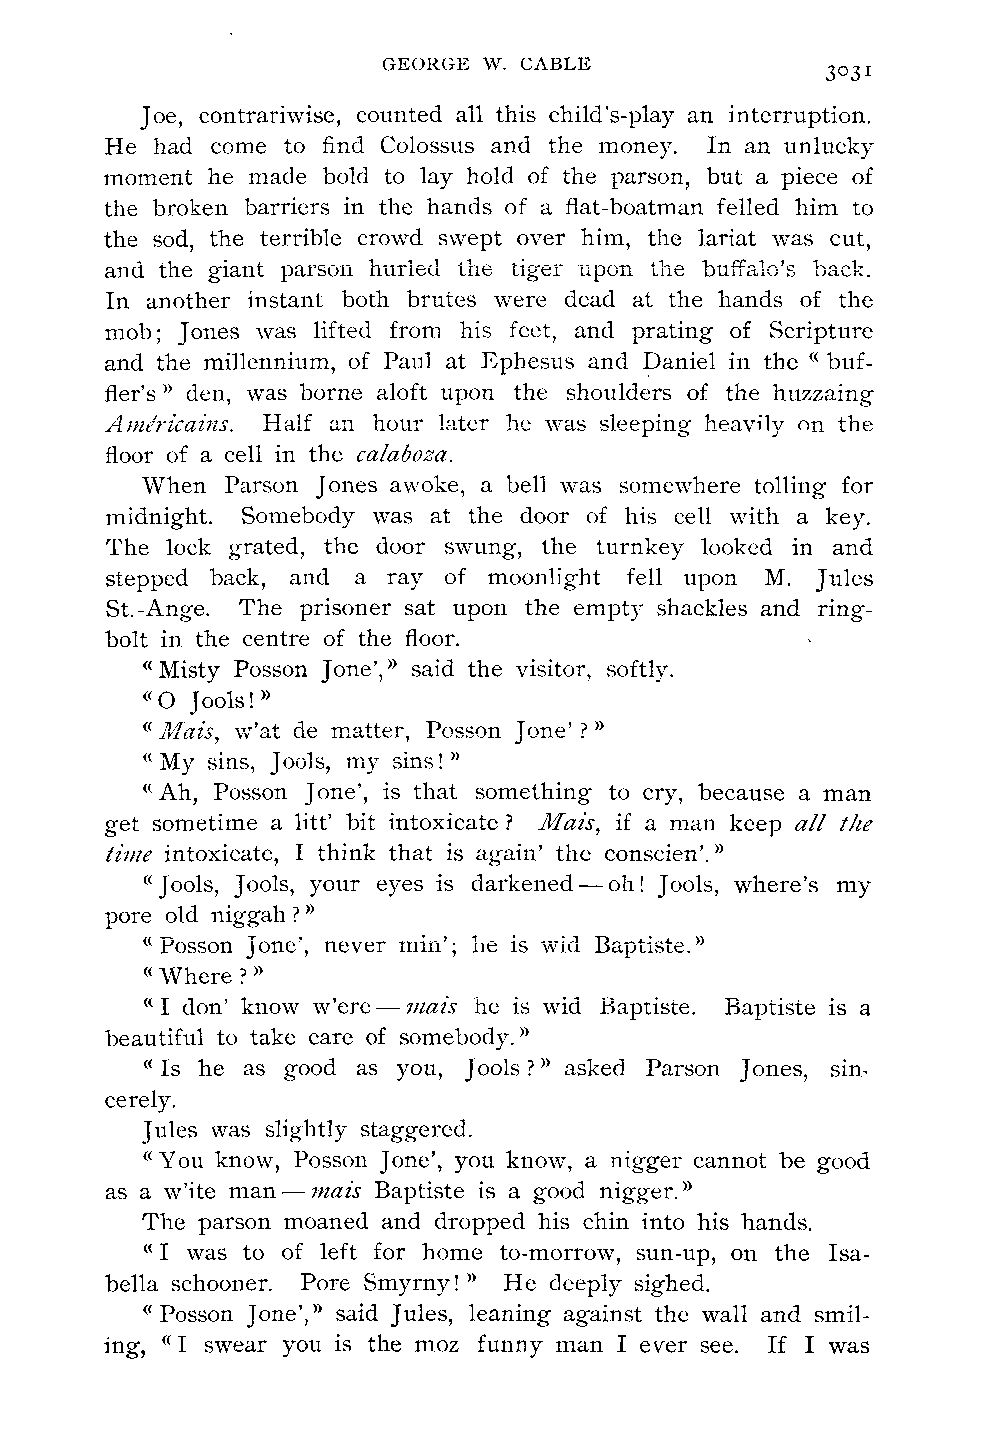 GEORGE W. CABLE
3031
Joe, contrariwise, counted all this child's-play an interruption.
He had come to find Colossus and the money. In an unlucky
moment he made bold to lay hold of the parson, but a piece of
the broken barriers in the hands of a flat-boatman felled him to
the sod, the terrible crowd swept over him, the lariat was cut,
and the giant parson hurled the tiger upon the buffalo's back.
In another instant both brutes were dead at the hands of the
mob; Jones was lifted from his feet, and prating of Scripture
and the millennium, of Paul at Ephesus and Daniel in the « buf-
fler's » den, was borne aloft upon the shoulders of the huzzaing
Américains. Half an hour later he was sleeping heavily on the
floor of a cell in the calaboza.
When Parson Jones awoke, a bell was somewhere tolling for
midnight. Somebody was at the door of his cell with a key.
The lock grated, the door swung, the turnkey looked in and
stepped back, and a ray of moonlight fell upon M. Jules
St.-Ange. The prisoner sat upon the empty shackles and ring-
bolt in the centre of the floor.
« Misty Posson Jone', » said the visitor, softly.
« O Jools! »
« Mais, w'at de matter, Posson Jone' ? »
« My sins, Jools, my sins! »
« Ah, Posson Jone', is that something to cry, because a man
get sometime a litt' bit intoxicate ? Mais, if a man keep all the
time intoxicate, I think that is again' the conscien'. »
« Jools, Jools, your eyes is darkened — oh! Jools, where's my
pore old niggah ? »
« Posson Jone', never min'; he is wid Baptiste. »
« Where ? »
« I don' know w'ere — mais he is wid Baptiste. Baptiste is a
beautiful to take care of somebody. »
« Is he as good as you, Jools ? » asked Parson Jones, sin-
cerely.
Jules was slightly staggered.
« You know, Posson Jone', you know, a nigger cannot be good
as a w'ite man — mais Baptiste is a good nigger. »
The parson moaned and dropped his chin into his hands.
« I was to of left for home to-morrow, sun-up, on the Isa-
bella schooner. Pore Smyrny! » He deeply sighed.
« Posson Jone', » said Jules, leaning against the wall and smil-
ing, « I swear you is the moz funny man I ever see. If I was